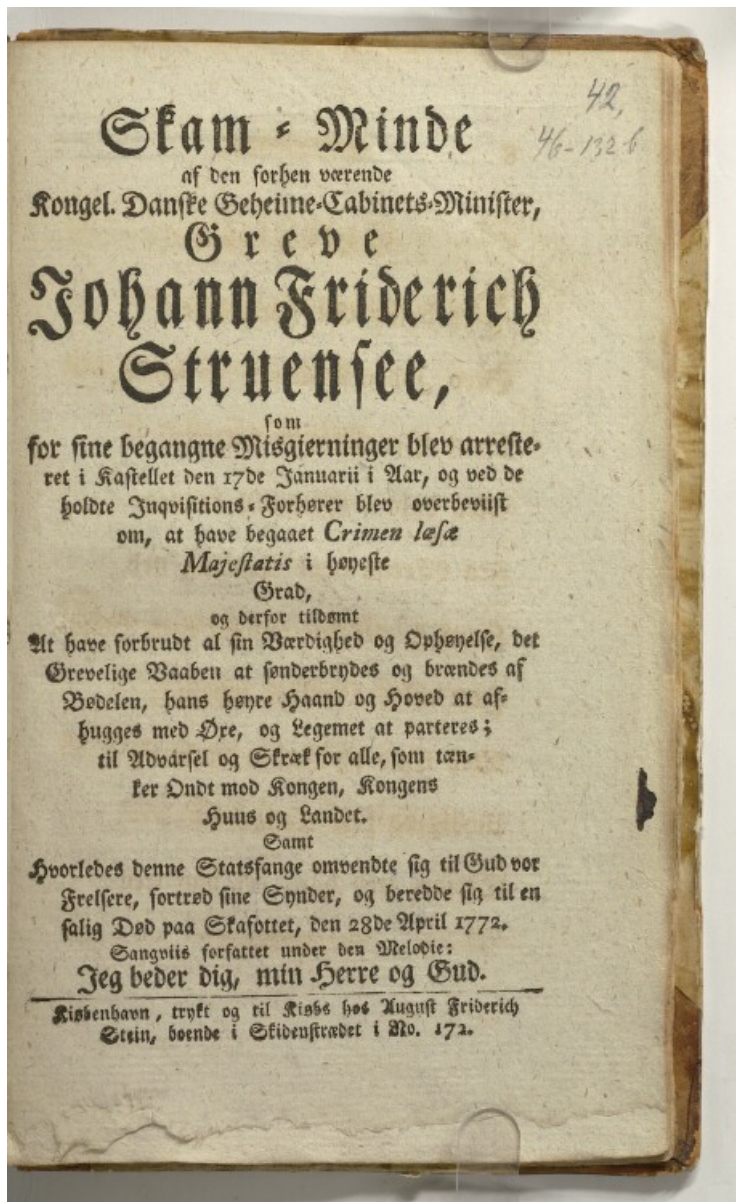 42,
46-132 b
Skam-Minde
af den forhen værende
Kongel. Danske Geheime-Cabinets-Minister,
Greve
Johann Friderich
Struensee,
som
for sine begangne Misgierninger blev arreste-
ret i Kastellet den 17de Januarii i Aar, og ved de
holdte Inqvisitions-Forhører blev overbeviist
om, at have begaaet Crimen læsæ
Majestatis i høyeste
Grad,
og derfor tildømt
At have forbrudt al sin Værdighed og Ophøyelse, det
Grevelige Vaaben at sønderbrydes og brændes af
Bødelen, hans høyre Haand og Hoved at af-
hugges med Øxe, og Legemet at parteres;
til Advarsel og Skræk for alle, som tæn-
ker Ondt mod Kongen, Kongens
Huus og Landet.
Samt
Hvorledes denne Statsfange omvendte sig til Gud vor
Frelsere, fortrød sine Synder, og beredde sig til en
salig Død paa Skafottet, den 28de April 1772.
Sangviis forfattet under den Melodie:
Jeg beder dig, min Herre og Gud.
Kiøbenhavn, trykt og til Kiøbs hos August Friderich
Stein, boende i Skidenstrædet i No. 172.